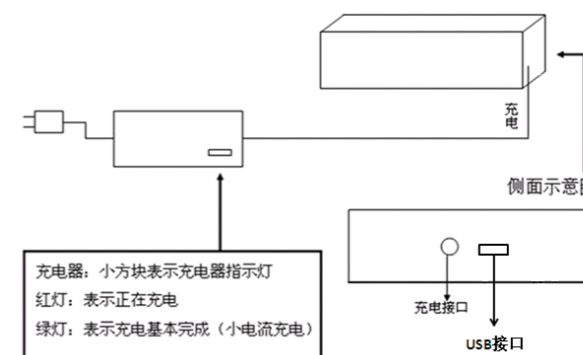 充电
侧面示意
充电器：小方块表示充电器指示灯
红灯：表示正在充电
绿灯：表示充电基本完成（小电流充电）
充电接口
USB接口